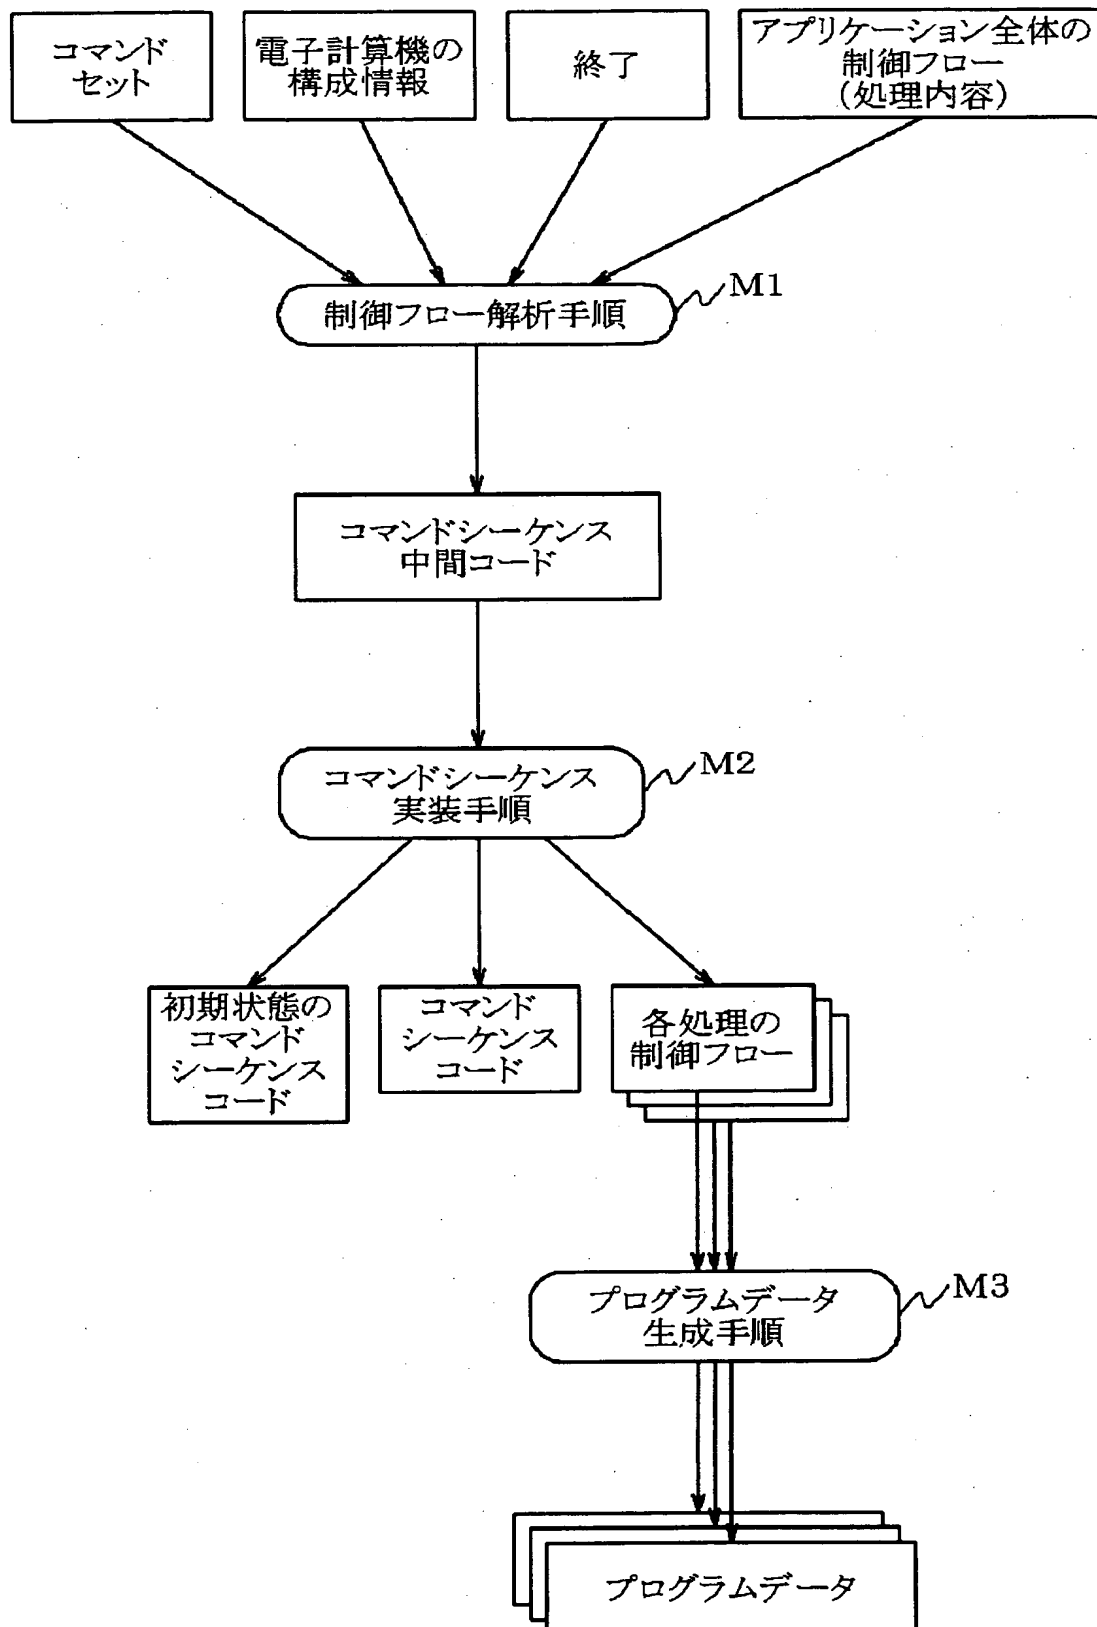 コマンド
セット
電子計算機の
構成情報
終了
アプリケーション全体の
制御フロー
(処理内容)
制御フロー解析手順
M1
コマンドシーケンス
中間コード
コマンドシーケンス
実装手順
M2
初期状態の
コマンド
シーケンス
コード
コマンド
シーケンス
コード
各処理の
制御フロー
プログラムデータ
生成手順
M3
プログラムデータ